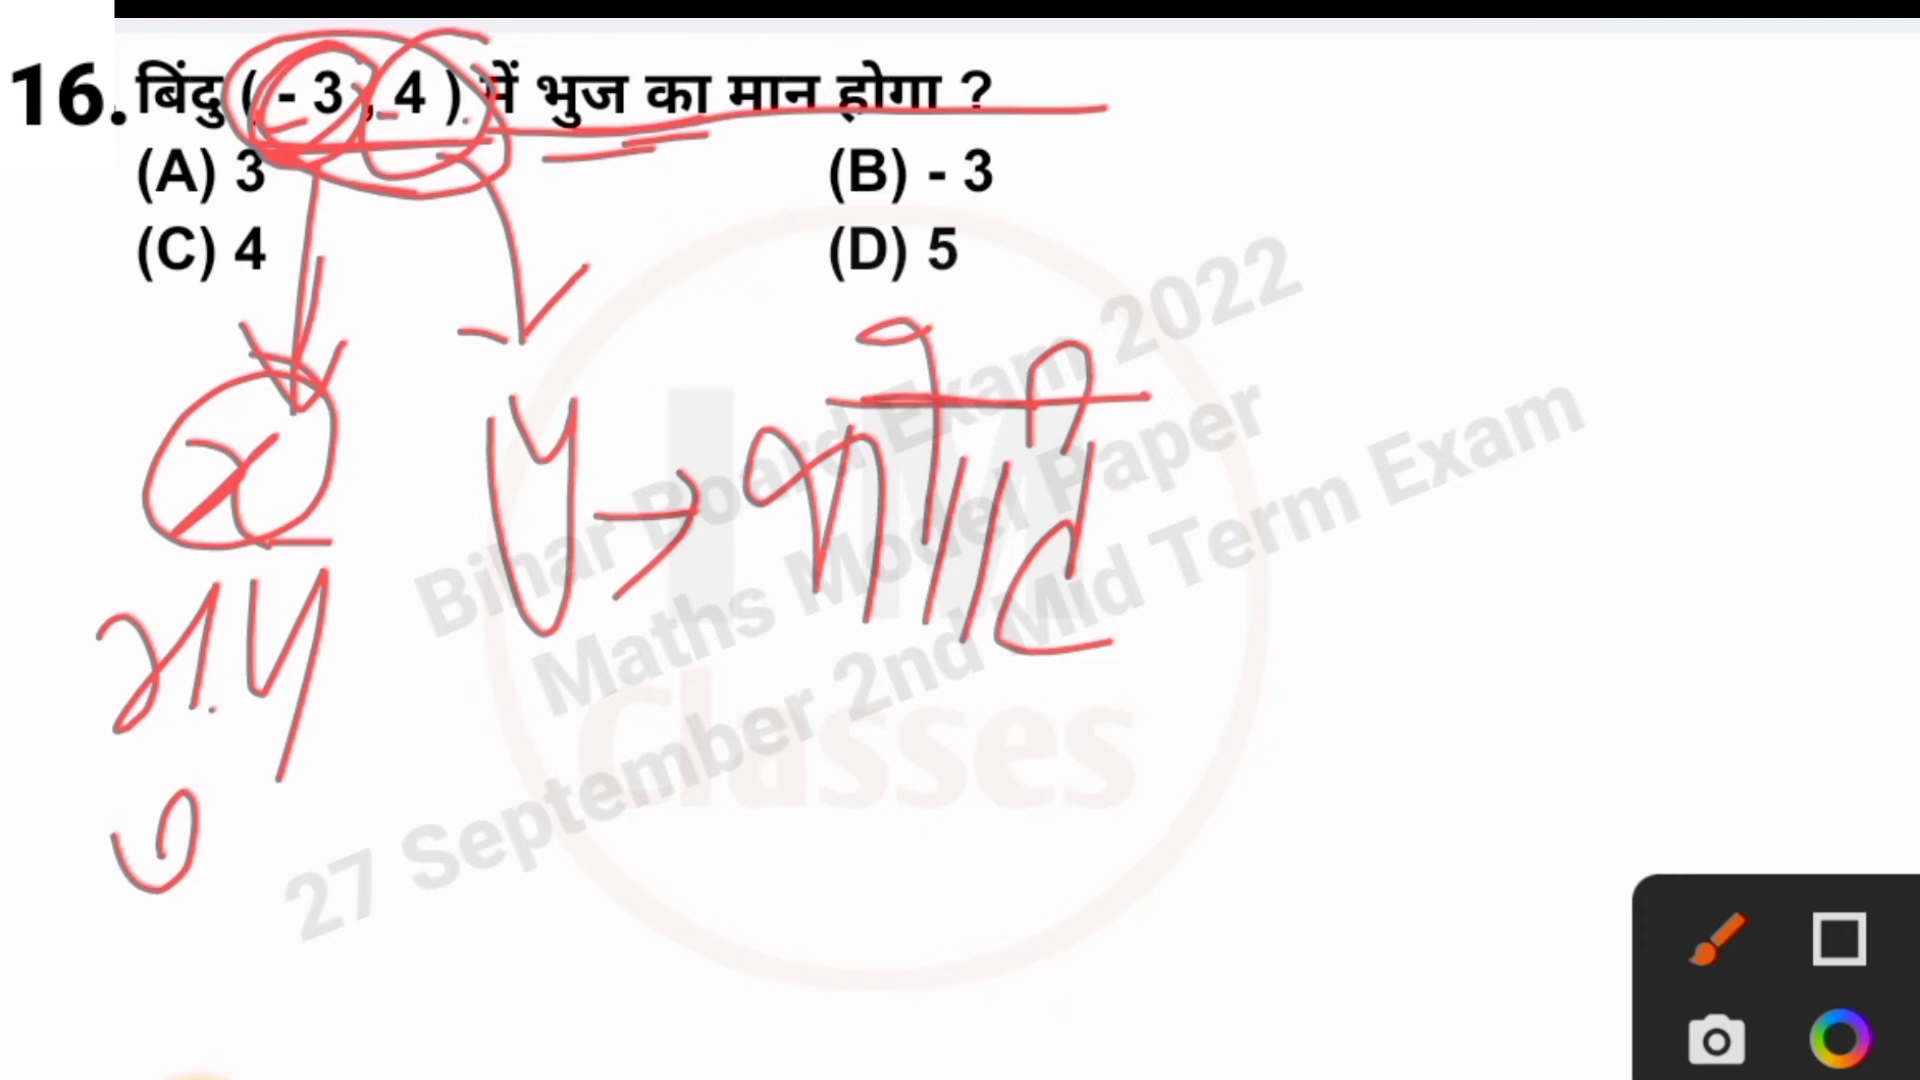 16. बिंदु ( - 3 , 4 ) में भुज का मान होगा ?
(A) 3 (B) - 3
(C) 4 (D) 5
x y → कोटि
Bihar Board Exam 2022
Maths Model Paper
27 September 2nd Mid Term Exam
Classes